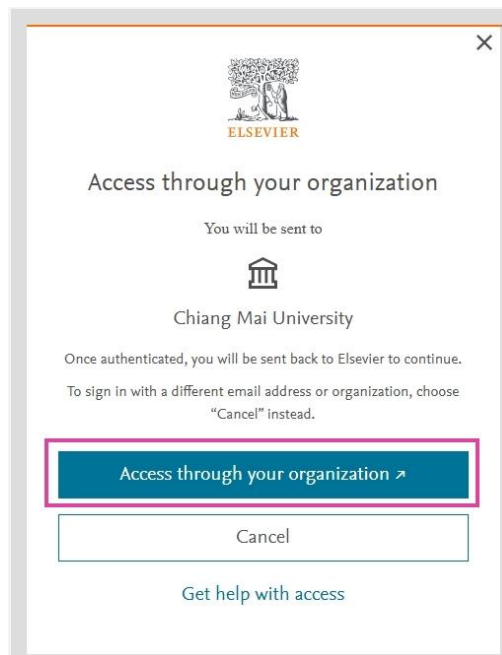 ELSEVIER
Access through your organization
You will be sent to
Chiang Mai University
Once authenticated, you will be sent back to Elsevier to continue.
To sign in with a different email address or organization, choose
“Cancel” instead.
Access through your organization ↗
Cancel
Get help with access